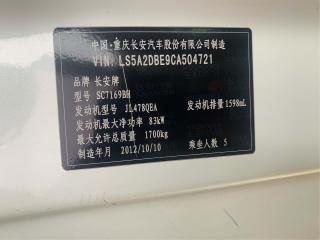 中国·重庆长安汽车股份有限公司制造
VIN: LS5A2DBE9CA504721
品牌 长安牌
型号 SC7169BH
发动机型号 JL478QEA 发动机排量 1598mL
发动机最大净功率 83kW
最大允许总质量 1700kg
制造年月 2012/10/10 乘坐人数 5